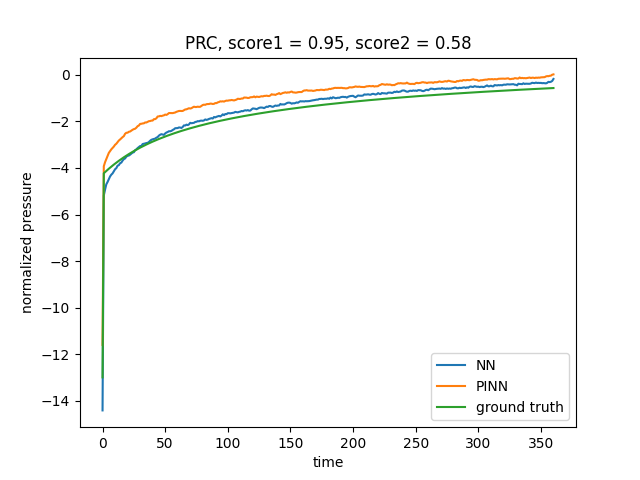 PRC, score1 = 0.95, score2 = 0.58
normalized pressure
0
−2
−4
−6
−8
−10
−12
−14
NN
PINN
ground truth
0 50 100 150 200 250 300 350
time